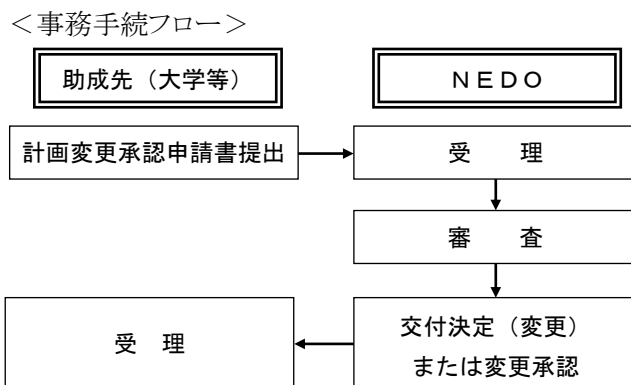 ＜事務手続フロー＞
助成先（大学等）
ＮＥＤＯ
計画変更承認申請書提出
受　理
審　査
交付決定（変更）
または変更承認
受　理